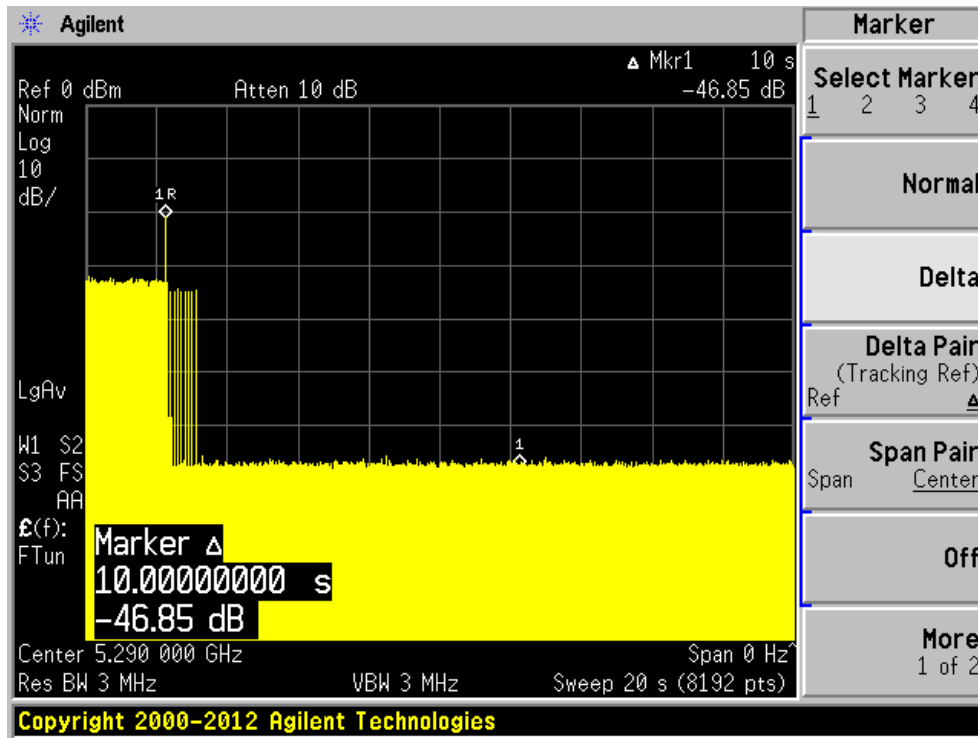 Agilent
Marker
Δ Mkr1 10 s
Ref 0 dBm Atten 10 dB -46.85 dB
Norm
Log
10
dB/
1R
LgAv
1
W1 S2
S3 FS
AA
£(f):
FTun
Marker Δ
10.00000000 s
-46.85 dB
Center 5.290 000 GHz Span 0 Hz^
Res BW 3 MHz VBW 3 MHz Sweep 20 s (8192 pts)
Copyright 2000-2012 Agilent Technologies
Select Marker
1 2 3 4
Normal
Delta
Delta Pair
(Tracking Ref)
Ref Δ
Span Pair
Span Center
Off
More
1 of 2